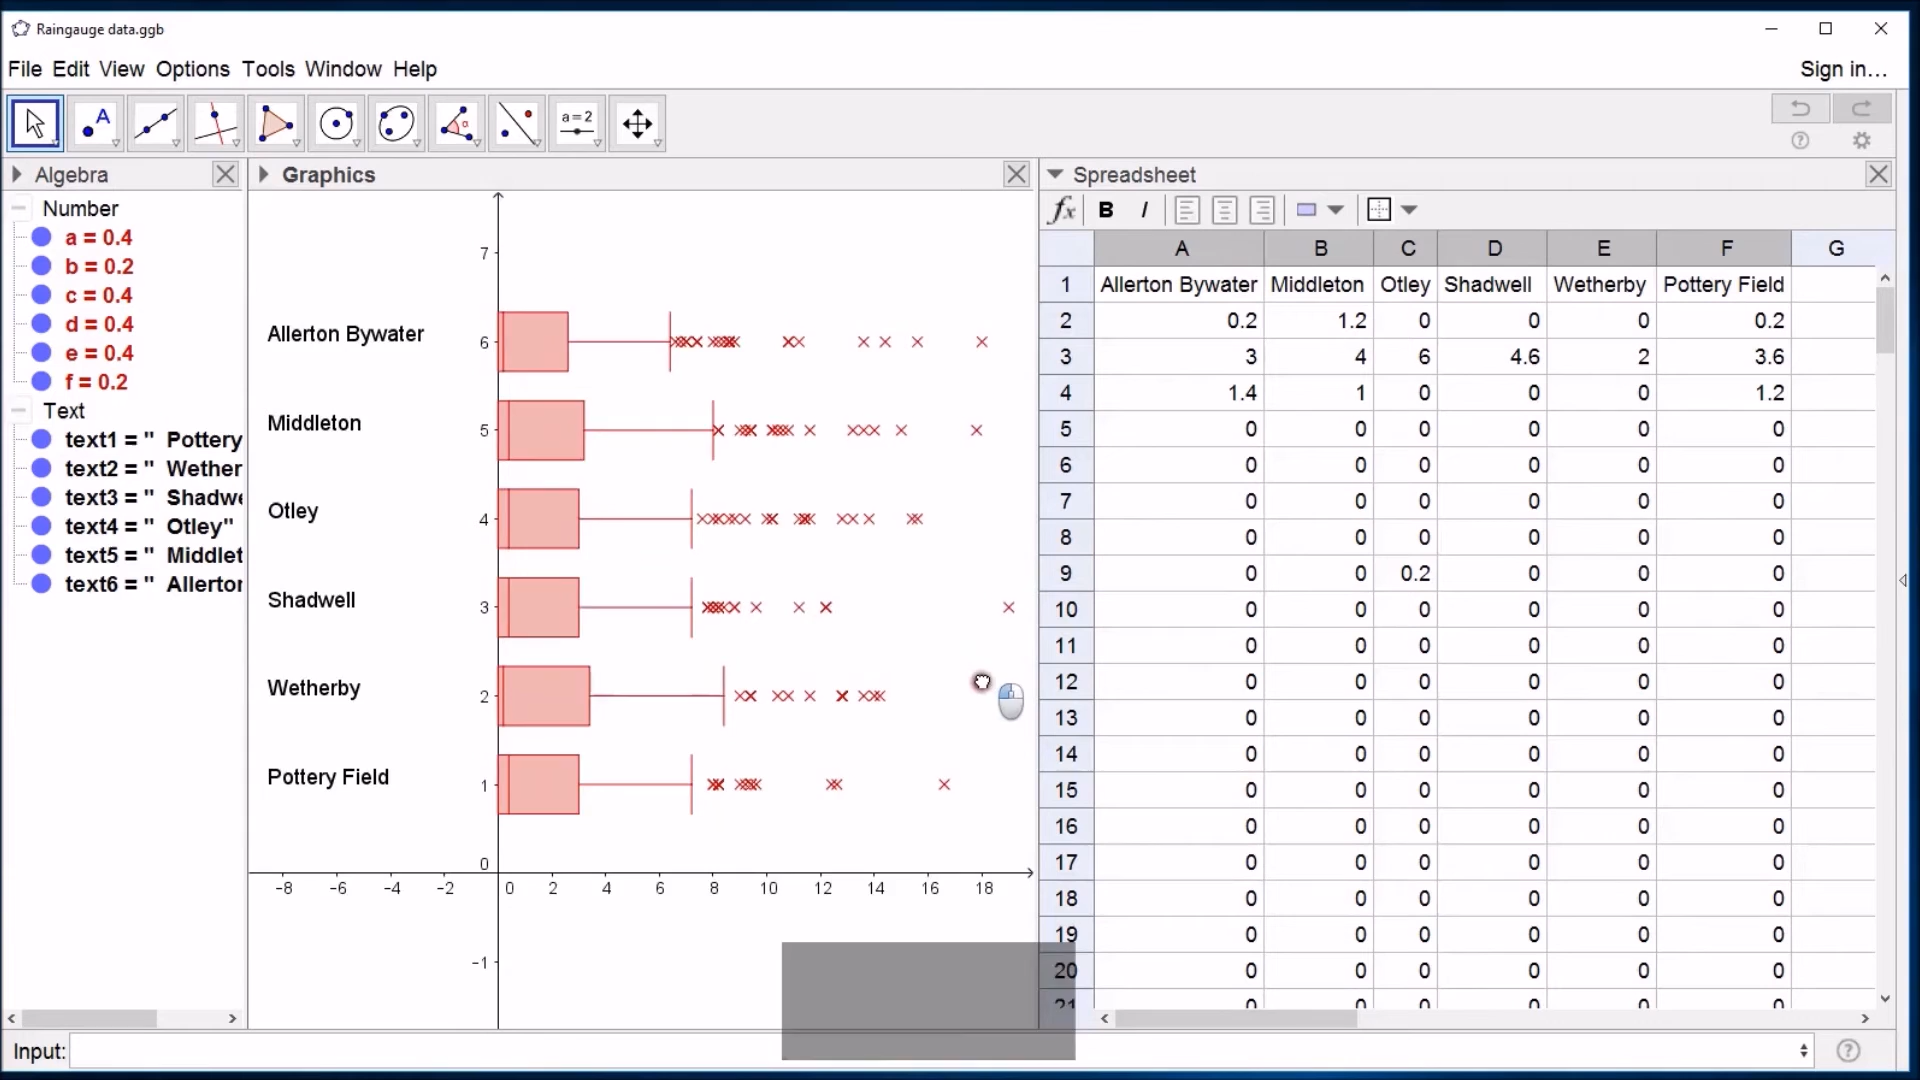 Raingauge data.ggb
File Edit View Options Tools Window Help
Sign in...
A
α
a = 2
Algebra
Graphics
Spreadsheet
Number
a = 0.4
b = 0.2
c = 0.4
d = 0.4
e = 0.4
f = 0.2
Text
text1 = " Pottery
text2 = " Wether
text3 = " Shadwe
text4 = " Otley"
text5 = " Middlet
text6 = " Allerton
7
Allerton Bywater
6
Middleton
5
Otley
4
Shadwell
3
Wetherby
2
Pottery Field
1
0
-8 -6 -4 -2 0 2 4 6 8 10 12 14 16 18
-1
fx B I
A B C D E F G
1 Allerton Bywater Middleton Otley Shadwell Wetherby Pottery Field
2 0.2 1.2 0 0 0 0.2
3 3 4 6 4.6 2 3.6
4 1.4 1 0 0 0 1.2
5 0 0 0 0 0 0
6 0 0 0 0 0 0
7 0 0 0 0 0 0
8 0 0 0 0 0 0
9 0 0 0.2 0 0 0
10 0 0 0 0 0 0
11 0 0 0 0 0 0
12 0 0 0 0 0 0
13 0 0 0 0 0 0
14 0 0 0 0 0 0
15 0 0 0 0 0 0
16 0 0 0 0 0 0
17 0 0 0 0 0 0
18 0 0 0 0 0 0
19 0 0 0 0 0 0
20 0 0 0 0 0 0
21 0 0 0 0 0 0
Input: